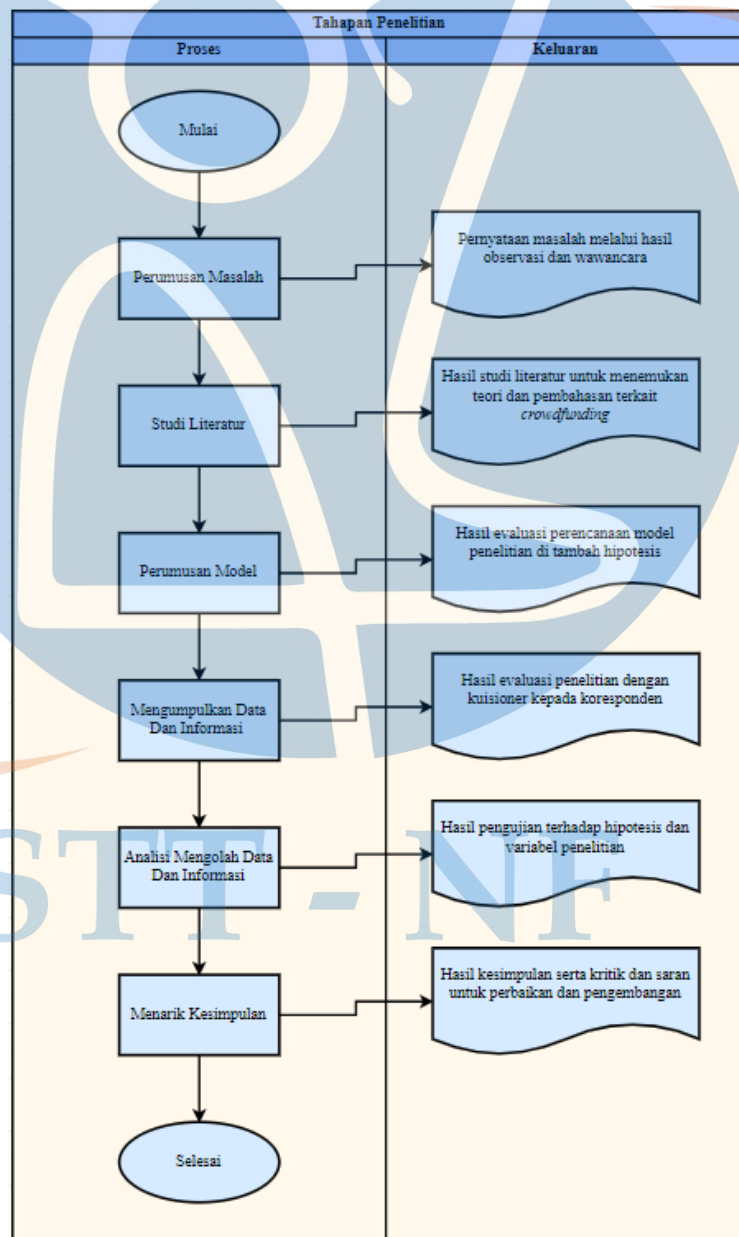 Tahapan Penelitian
Proses
Keluaran
Mulai
Perumusan Masalah
Pernyataan masalah melalui hasil
observasi dan wawancara
Studi Literatur
Hasil studi literatur untuk menemukan
teori dan pembahasan terkait
crowdfunding
Perumusan Model
Hasil evaluasi perencanaan model
penelitian di tambah hipotesis
Mengumpulkan Data
Dan Informasi
Hasil evaluasi penelitian dengan
kuisioner kepada koresponden
Analisi Mengolah Data
Dan Informasi
Hasil pengujian terhadap hipotesis dan
variabel penelitian
STT - NF
Menarik Kesimpulan
Hasil kesimpulan serta kritik dan saran
untuk perbaikan dan pengembangan
Selesai